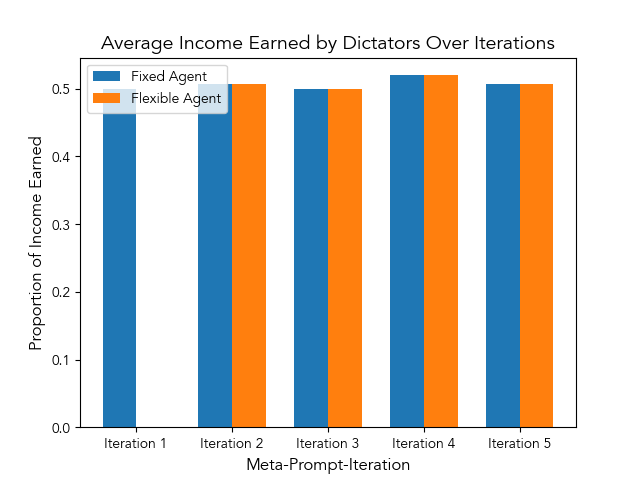 Average Income Earned by Dictators Over Iterations
Fixed Agent
Flexible Agent
Proportion of Income Earned
0.5
0.4
0.3
0.2
0.1
0.0
Iteration 1
Iteration 2
Iteration 3
Iteration 4
Iteration 5
Meta-Prompt-Iteration